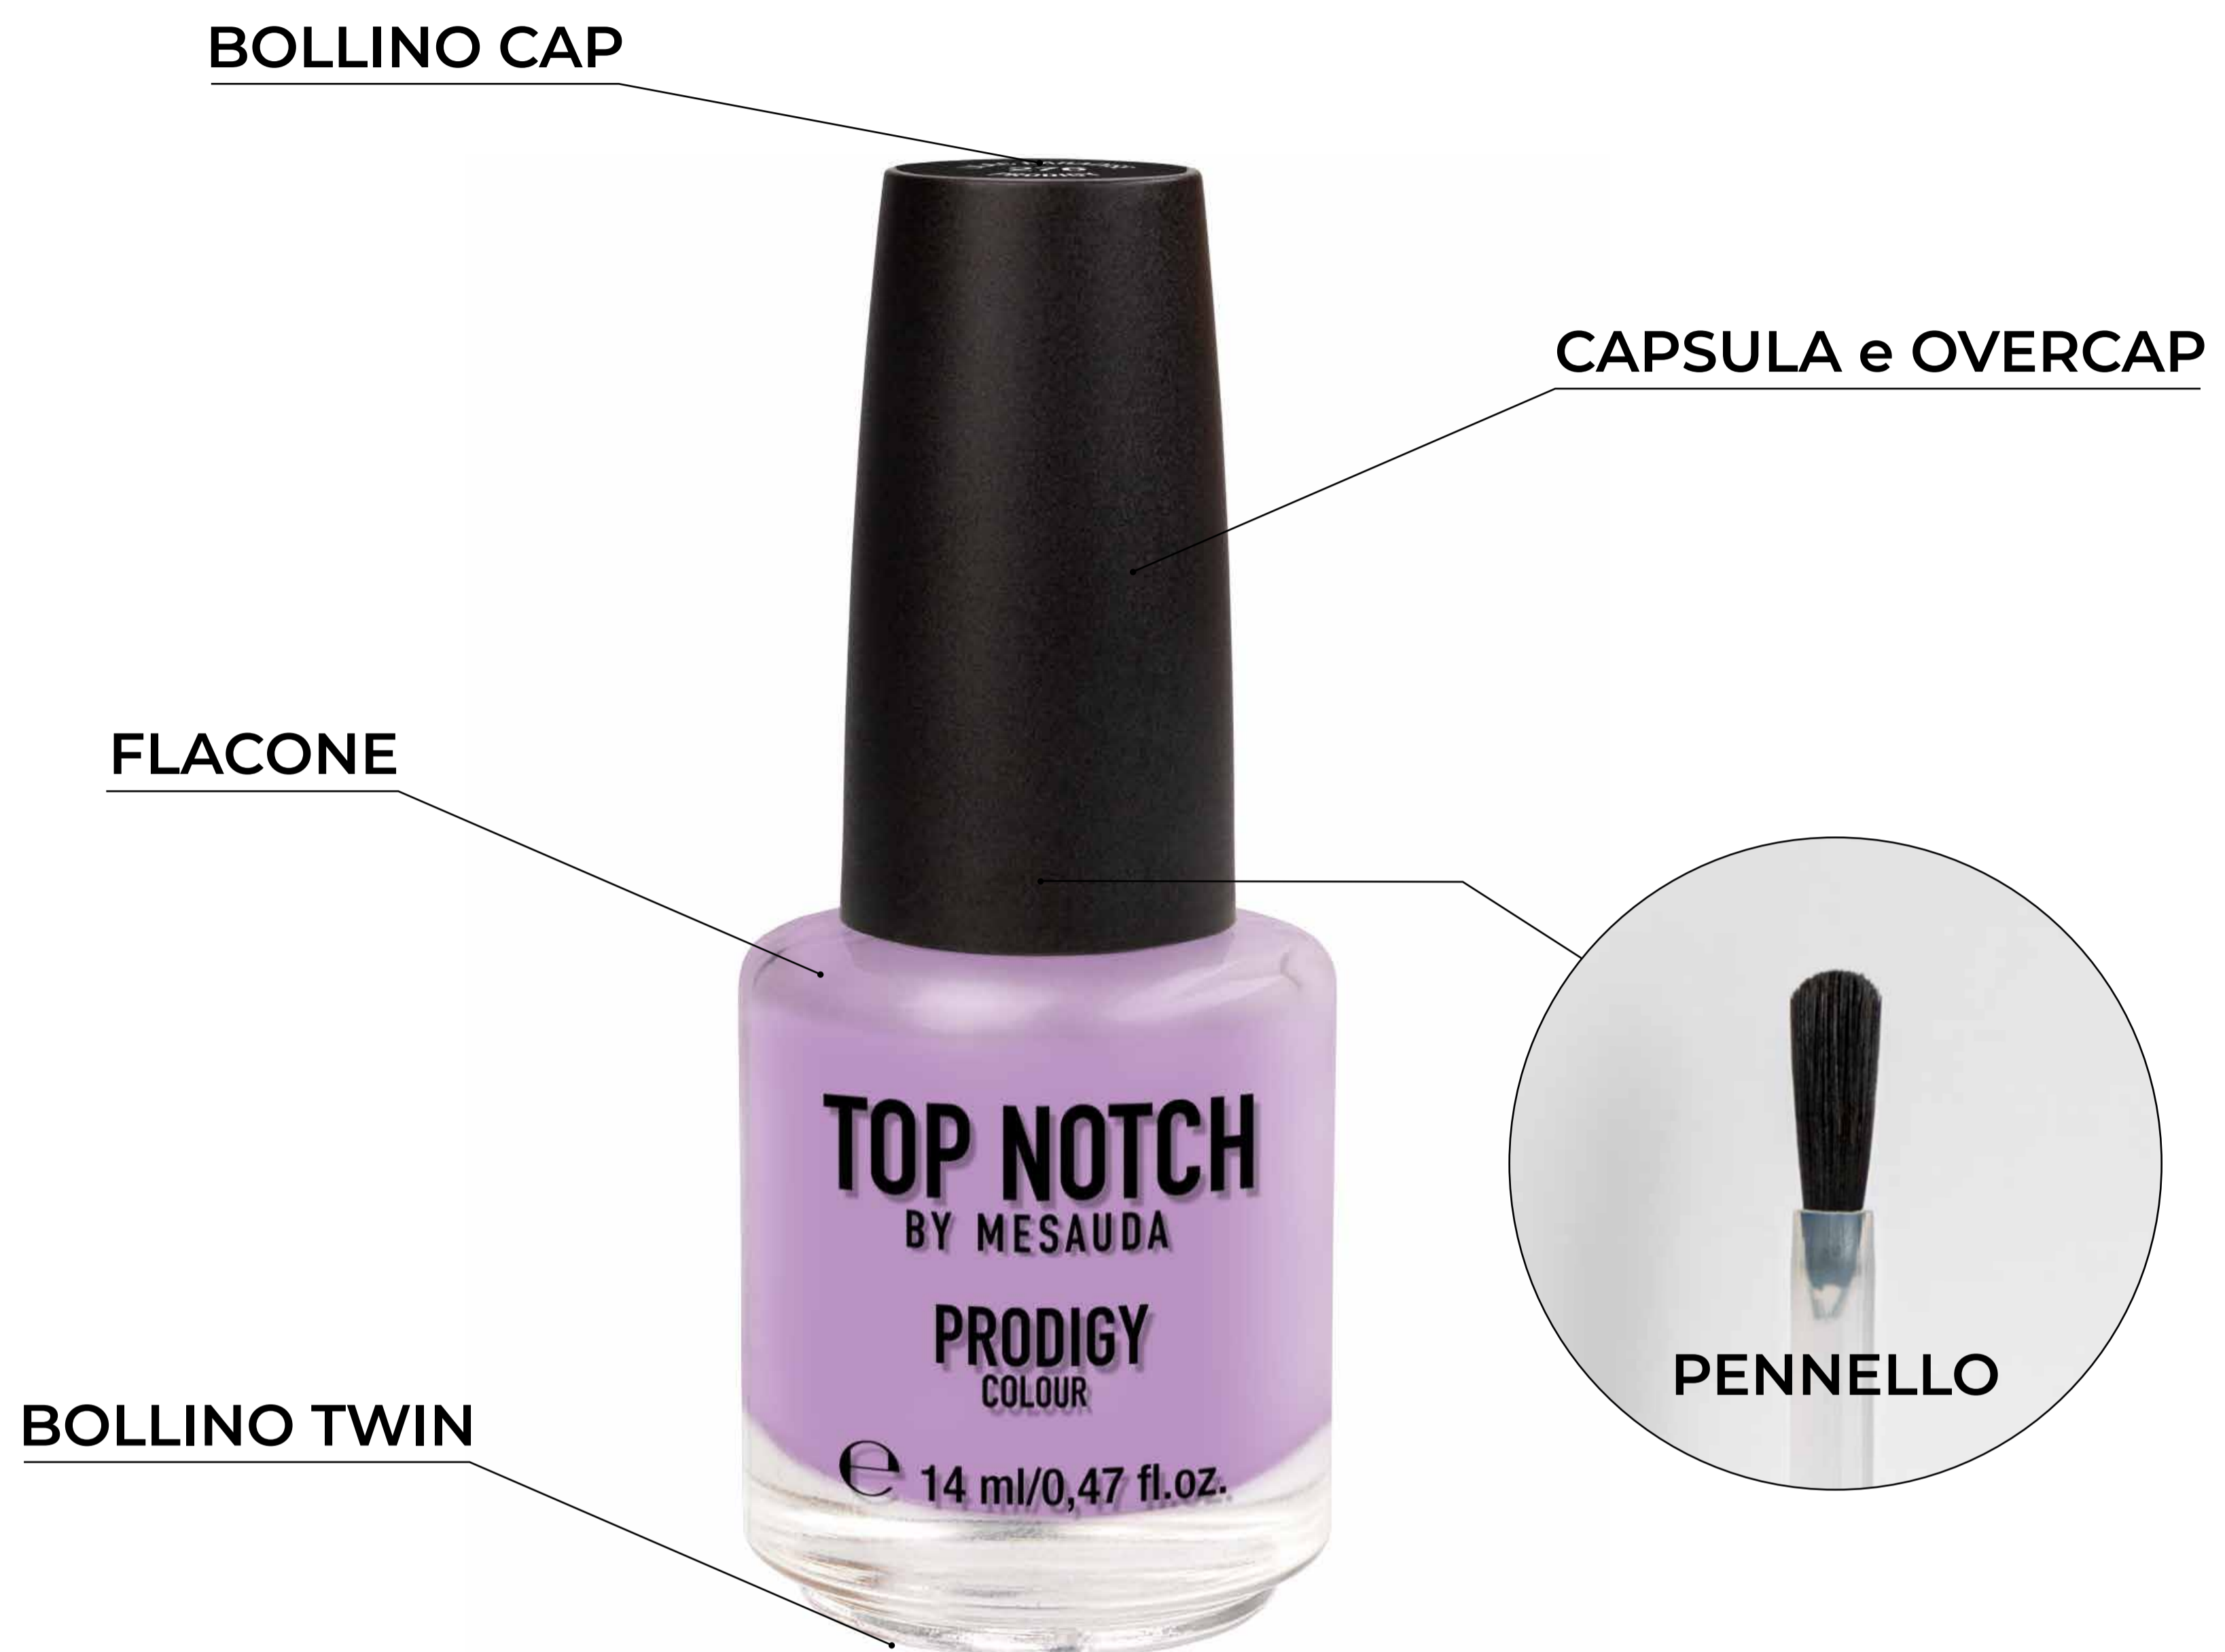 BOLLINO CAP
CAPSULA e OVERCAP
FLACONE
TOP NOTCH
BY MESAUDA
PRODIGY
COLOUR
PENNELLO
BOLLINO TWIN
℮ 14 ml/0,47 fl.oz.